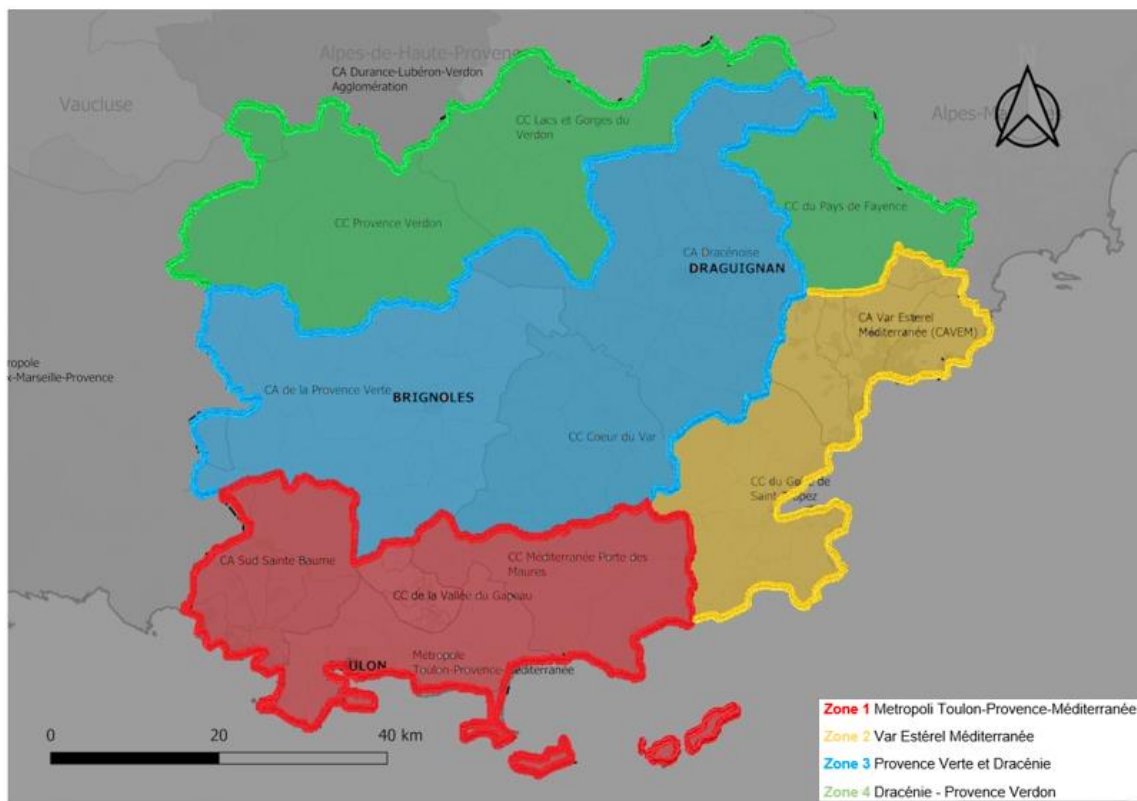 Alpes-de-Haute-Provenc
CA Durance-Lubéron-Verdon
Agglomération
Vaucluse
CC Lacs et Gorges du
Verdon
N
CC Provence Verdon
CC du Pays de Fayence
CA Dracénoise
DRAGUIGNAN
CA Var Estérel
Méditerranée (CAVEM)
ropole
x-Marseille-Provence
CA de la Provence Verte
BRIGNOLES
CC Coeur du Var
CC du Golfe de
CA Sud Sainte Baume
CC Méditerranée Porte des
Maures
CC de la Vallée du Gapeau
ULON
Métropole
Toulon-Provence-Méditerranée
0 20 40 km
Zone 1 Metropoli Toulon-Provence-Méditerranée
Zone 2 Var Estérel Méditerranée
Zone 3 Provence Verte et Dracénie
Zone 4 Dracénie - Provence Verdon